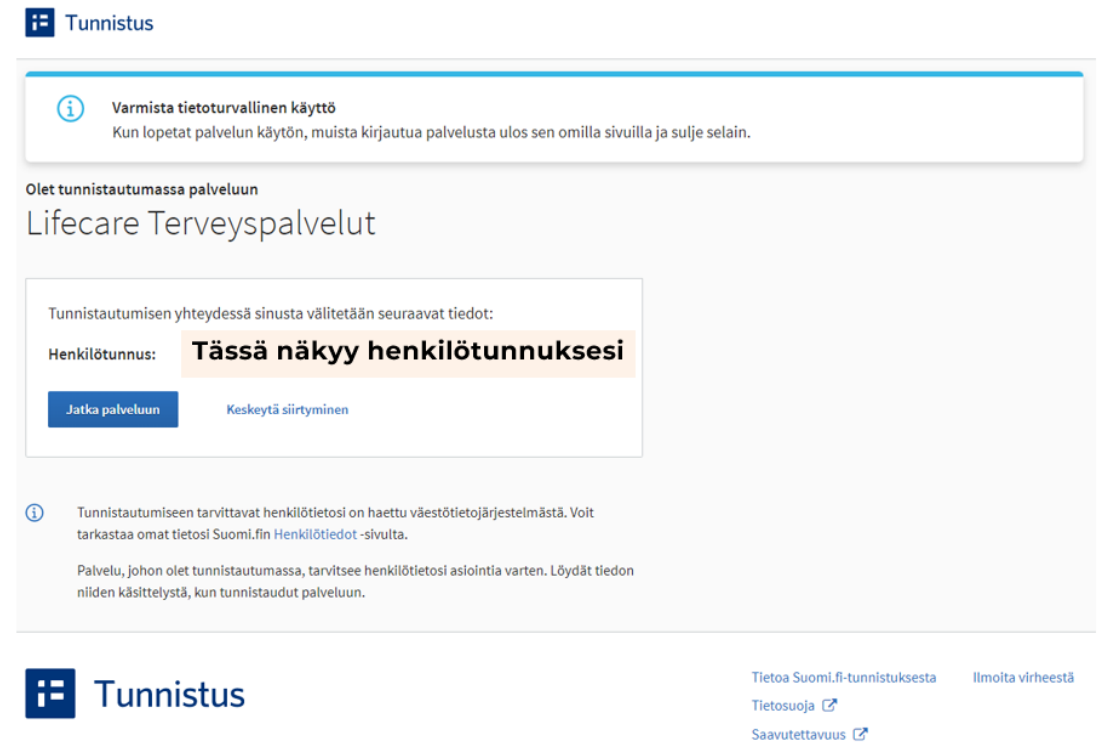 Tunnistus
Varmista tietoturvallinen käyttö
Kun lopetat palvelun käytön, muista kirjautua palvelusta ulos sen omilla sivuilla ja sulje selain.
Olet tunnistautumassa palveluun
Lifecare Terveyspalvelut
Tunnistautumisen yhteydessä sinusta välitetään seuraavat tiedot:
Henkilötunnus: Tässä näkyy henkilötunnuksesi
Jatka palveluun Keskeytä siirtyminen
Tunnistautumiseen tarvittavat henkilötietosi on haettu väestötietojärjestelmästä. Voit
tarkastaa omat tietosi Suomi.fin Henkilötiedot -sivulta.
Palvelu, johon olet tunnistautumassa, tarvitsee henkilötietosi asiointia varten. Löydät tiedon
niiden käsittelystä, kun tunnistaudut palveluun.
Tunnistus
Tietoa Suomi.fi-tunnistuksesta Ilmoita virheestä
Tietosuoja
Saavutettavuus